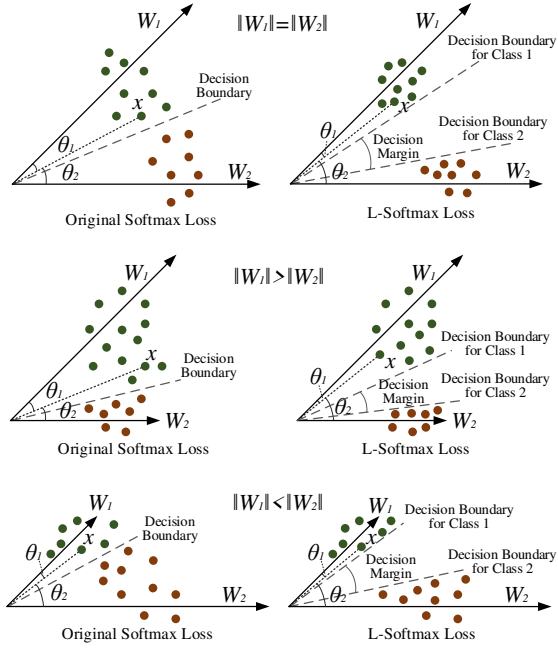 W1
‖W1‖=‖W2‖
W1
Decision Boundary
for Class 1
Decision
Boundary
x
x
Decision Boundary
for Class 2
θ1
θ1
Decision
Margin
θ2
θ2
W2
W2
Original Softmax Loss
L-Softmax Loss
W1
‖W1‖>‖W2‖
W1
Decision Boundary
for Class 1
x
x
Decision
Boundary
θ1
θ1
Decision
Margin
Decision Boundary
for Class 2
θ2
θ2
W2
W2
Original Softmax Loss
L-Softmax Loss
W1
‖W1‖<‖W2‖
W1
Decision Boundary
for Class 1
Decision
Boundary
x
x
θ1
θ1
Decision
Margin
Decision Boundary
for Class 2
θ2
θ2
W2
W2
Original Softmax Loss
L-Softmax Loss